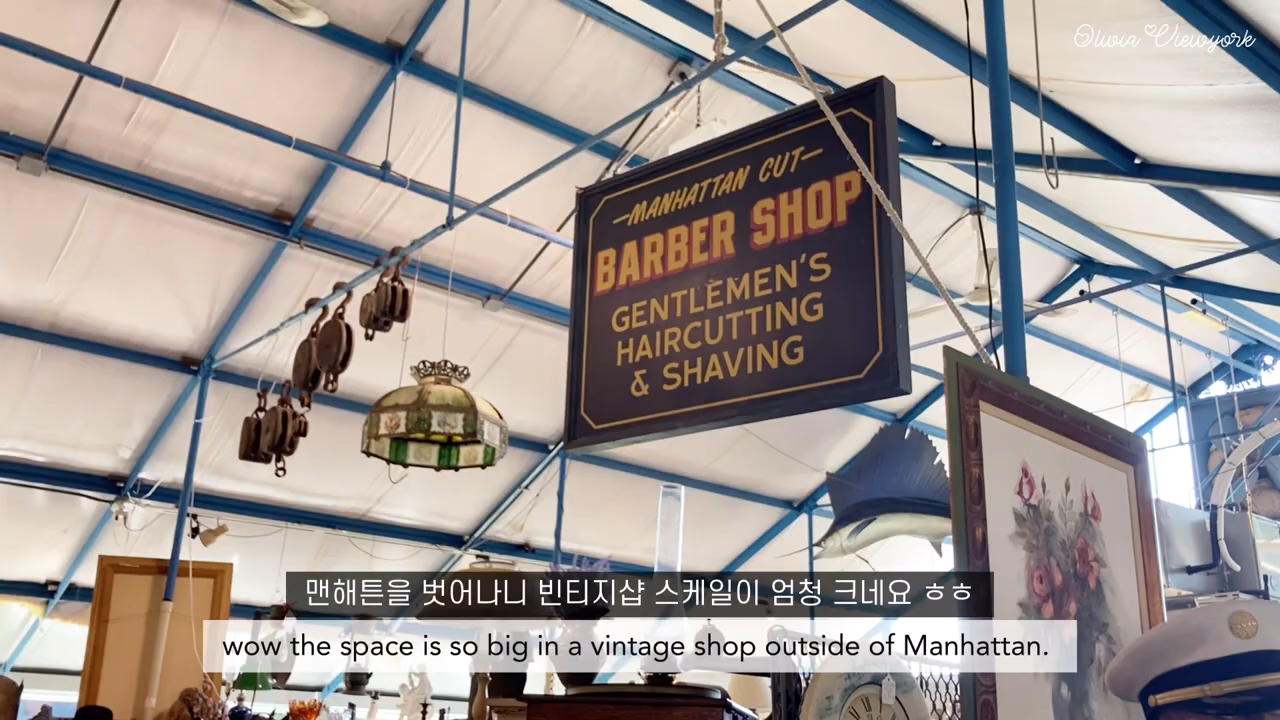 Olivia Viewyork
—MANHATTAN CUT—
BARBER SHOP
GENTLEMEN'S
HAIRCUTTING
& SHAVING
맨해튼을 벗어나니 빈티지샵 스케일이 엄청 크네요 ㅎㅎ
wow the space is so big in a vintage shop outside of Manhattan.